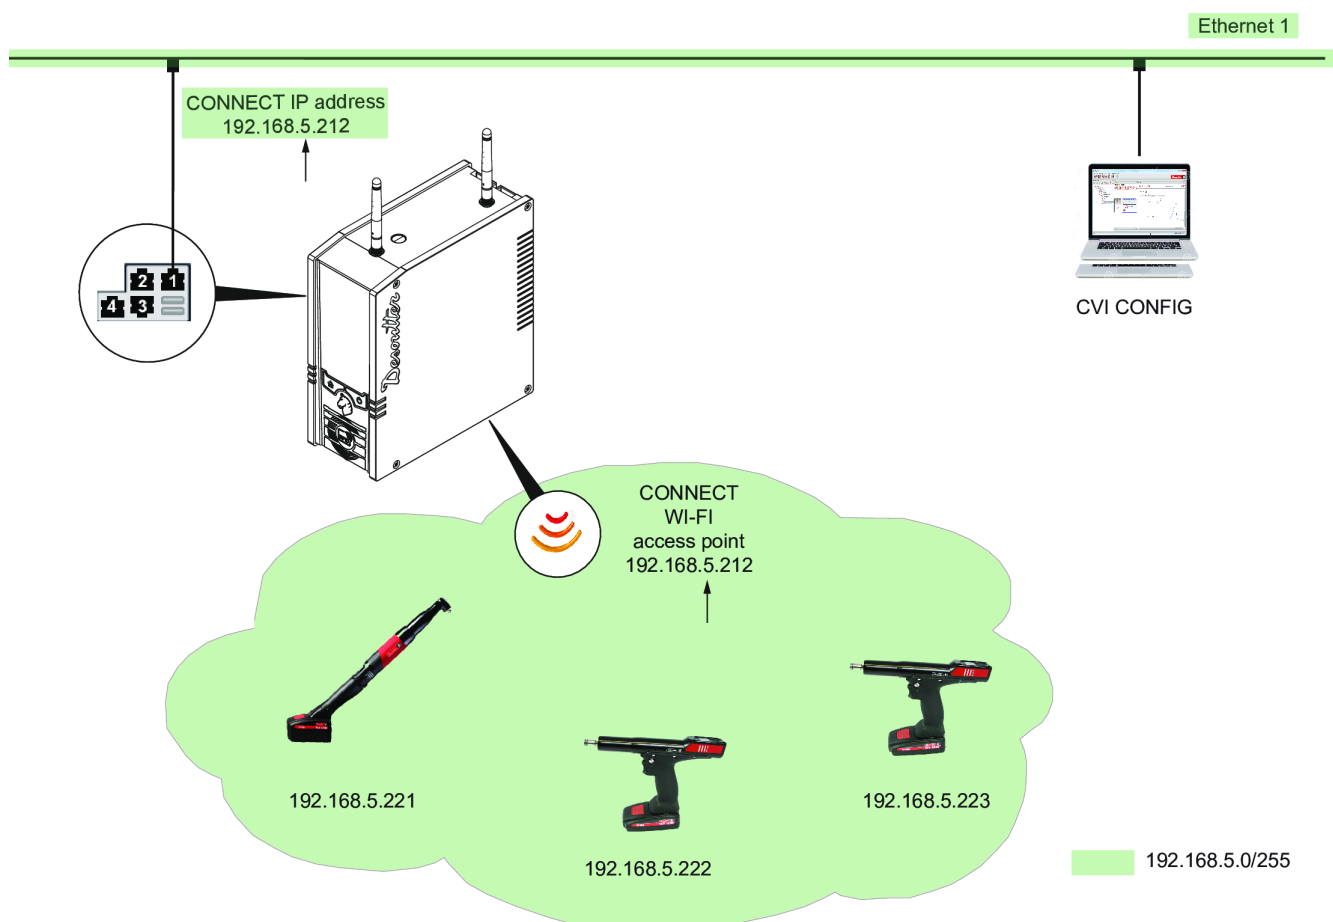 Ethernet 1
CONNECT IP address
192.168.5.212
2 1
4 3
Desoutter
CVI CONFIG
CONNECT
WI-FI
access point
192.168.5.212
192.168.5.221
192.168.5.222
192.168.5.223
192.168.5.0/255